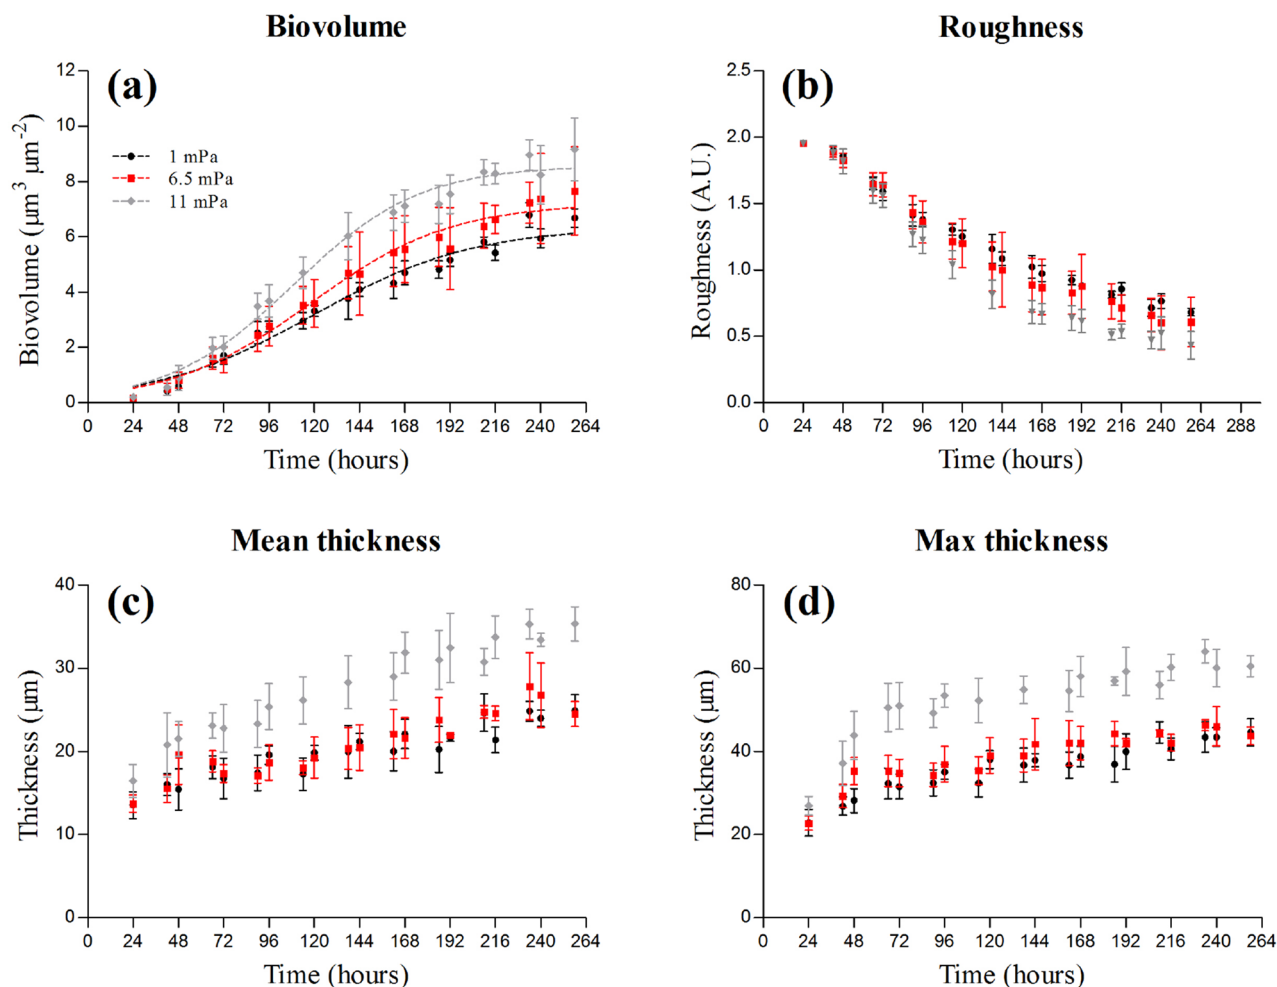 Biovolume
(a)
Biovolume (μm³ μm⁻²)
12
10
8
6
4
2
0
1 mPa
6.5 mPa
11 mPa
0 24 48 72 96 120 144 168 192 216 240 264
Time (hours)
Roughness
(b)
Roughness (A.U.)
2.5
2.0
1.5
1.0
0.5
0.0
0 24 48 72 96 120 144 168 192 216 240 264 288
Time (hours)
Mean thickness
(c)
Thickness (μm)
40
30
20
10
0
0 24 48 72 96 120 144 168 192 216 240 264
Time (hours)
Max thickness
(d)
Thickness (μm)
80
60
40
20
0
0 24 48 72 96 120 144 168 192 216 240 264
Time (hours)